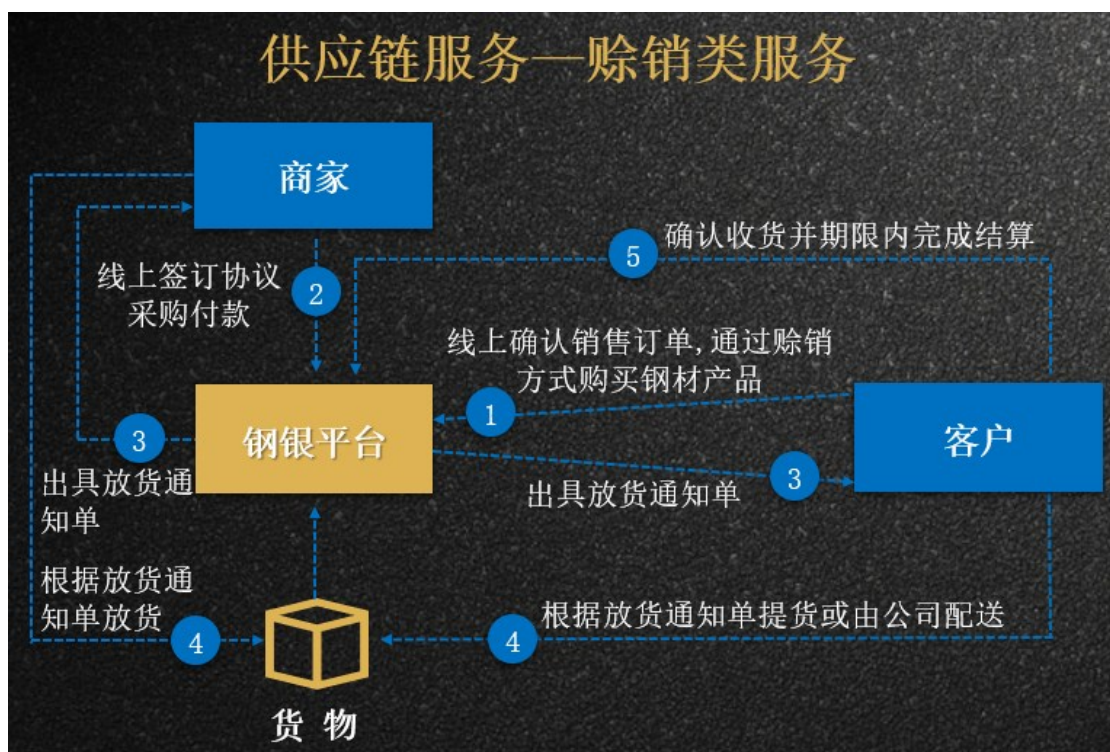 供应链服务—赊销类服务
商家
确认收货并期限内完成结算
5
线上签订协议
采购付款
2
线上确认销售订单,通过赊销
方式购买钢材产品
1
钢银平台
客户
3
出具放货通
知单
出具放货通知单
3
根据放货通
知单放货
4
根据放货通知单提货或由公司配送
4
货 物